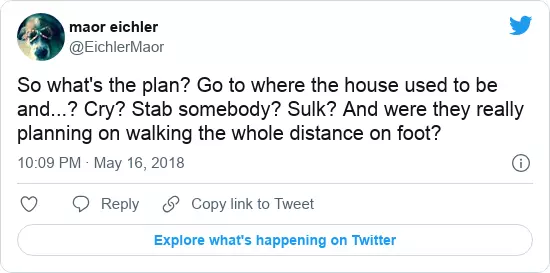 maor eichler
@EichlerMaor
So what's the plan? Go to where the house used to be
and...? Cry? Stab somebody? Sulk? And were they really
planning on walking the whole distance on foot?
10:09 PM · May 16, 2018
Reply Copy link to Tweet
Explore what's happening on Twitter